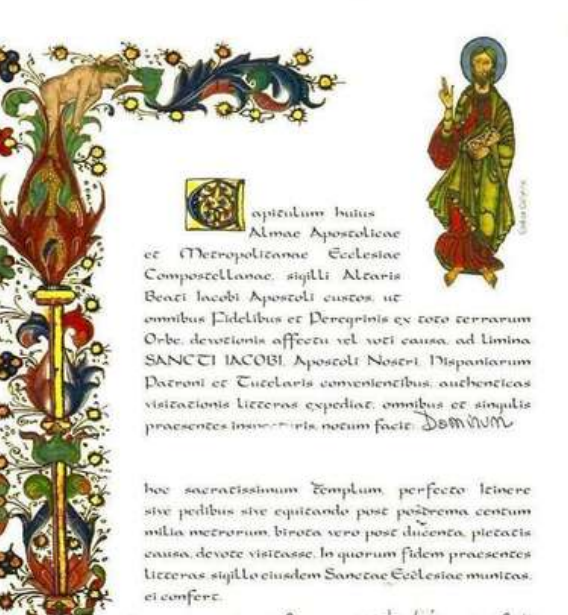 Capitulum huius
Almae Apostolicae
et Metropolitanae Ecclesiae
Compostellanae, sigilli Altaris
Beati Iacobi Apostoli custos, ut
omnibus Fidelibus et Peregrinis ex toto terrarum
Orbe, devotionis affectu vel voti causa, ad limina
SANCTI IACOBI, Apostoli Nostri, Hispaniarum
Patroni et Tutelaris convenientibus, authenticas
visitationis litteras expediat, omnibus et singulis
praesentes notum facit: Dominum
hoc sacratissimum Templum, perfecto Itinere
sive pedibus sive equitando post postrema centum
milia metrorum, birota vero post ducenta, pietatis
causa, devote visitasse. In quorum fidem praesentes
litteras, sigillo eiusdem Sanctae Ecclesiae munitas,
ei confert.